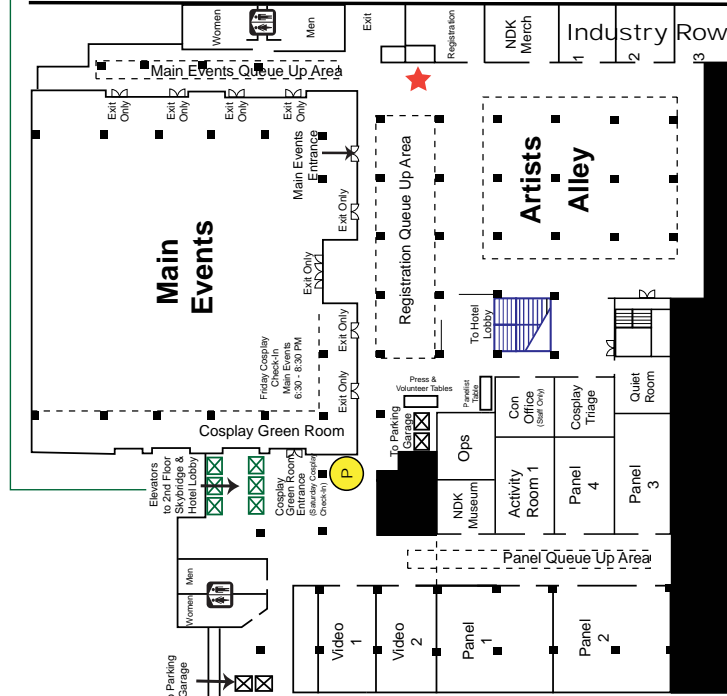 Women
Men
Exit
Registration
NDK
Merch
Industry Row
1
2
3
Main Events Queue Up Area
Exit
Only
Exit
Only
Exit
Only
Exit
Only
Main Events
Entrance
Exit Only
Exit Only
Exit Only
Exit Only
Registration Queue Up Area
Artists
Alley
Main
Events
Friday Cosplay
Check-In
Main Events
6:30 - 8:30 PM
Cosplay Green Room
To Hotel
Lobby
Press &
Volunteer Tables
Panelist
Table
To Parking
Garage
Con
Office
(Staff Only)
Cosplay
Triage
Quiet
Room
Ops
NDK
Museum
Activity
Room 1
Panel
4
Panel
3
Elevators
to 2nd Floor
Skybridge &
Hotel Lobby
Cosplay
Green Room
Entrance
(Saturday Cosplay
Check-In)
P
Panel Queue Up Area
Men
Women
Video
1
Video
2
Panel
1
Panel
2
Parking
Garage